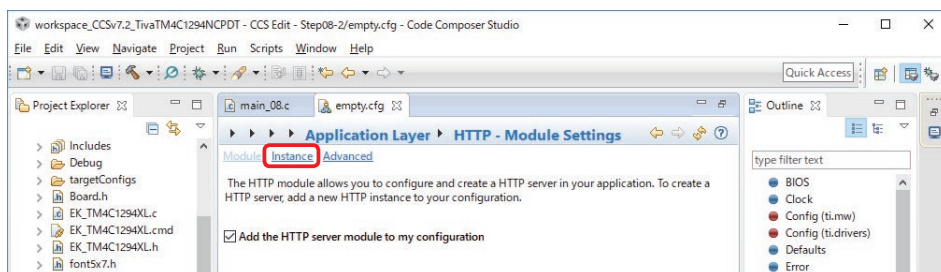 workspace_CCSv7.2_TivaTM4C1294NCPDT - CCS Edit - Step08-2/empty.cfg - Code Composer Studio
File Edit View Navigate Project Run Scripts Window Help
Quick Access
Project Explorer
main_08.c
empty.cfg
Outline
Application Layer HTTP - Module Settings
Module Instance Advanced
The HTTP module allows you to configure and create a HTTP server in your application. To create a
HTTP server, add a new HTTP instance to your configuration.
Add the HTTP server module to my configuration
Includes
Debug
targetConfigs
Board.h
EK_TM4C1294XL.c
EK_TM4C1294XL.cmd
EK_TM4C1294XL.h
font5x7.h
type filter text
BIOS
Clock
Config (ti.mw)
Config (ti.drivers)
Defaults
Error